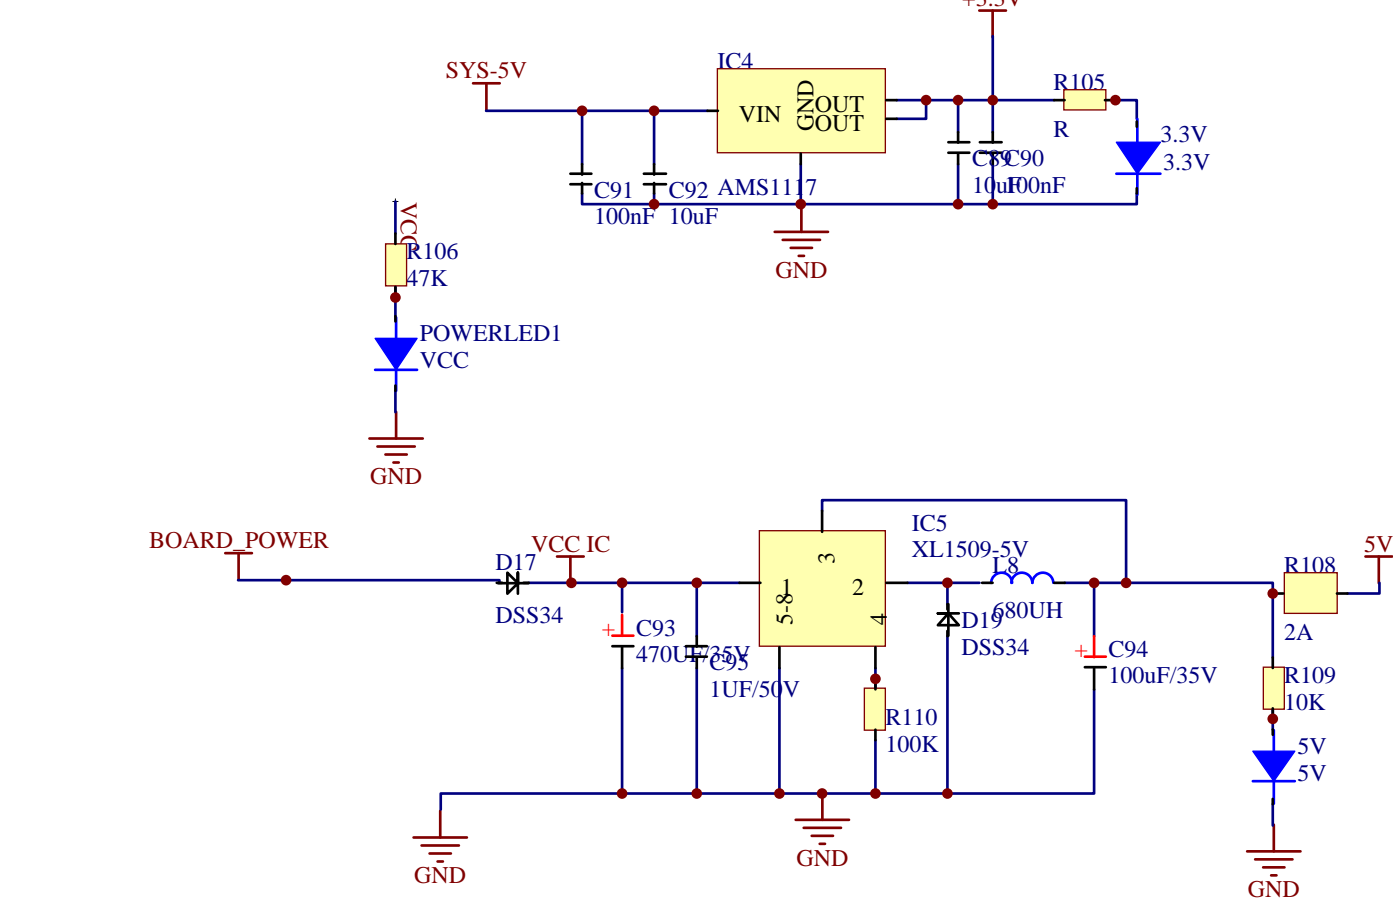 +3.3V
SYS-5V
IC4
VIN
GND
OUT
OUT
AMS1117
R105
R
3.3V
3.3V
C91
100nF
C92
10uF
C89
10uF
C90
100nF
GND
VCC
R106
47K
POWERLED1
VCC
GND
BOARD_POWER
D17
DSS34
VCC IC
IC5
XL1509-5V
3
1
2
5-8
4
L8
680UH
D19
DSS34
C93
470UF/35V
C95
1UF/50V
C94
100uF/35V
R110
100K
5V
R108
2A
R109
10K
5V
5V
GND
GND
GND